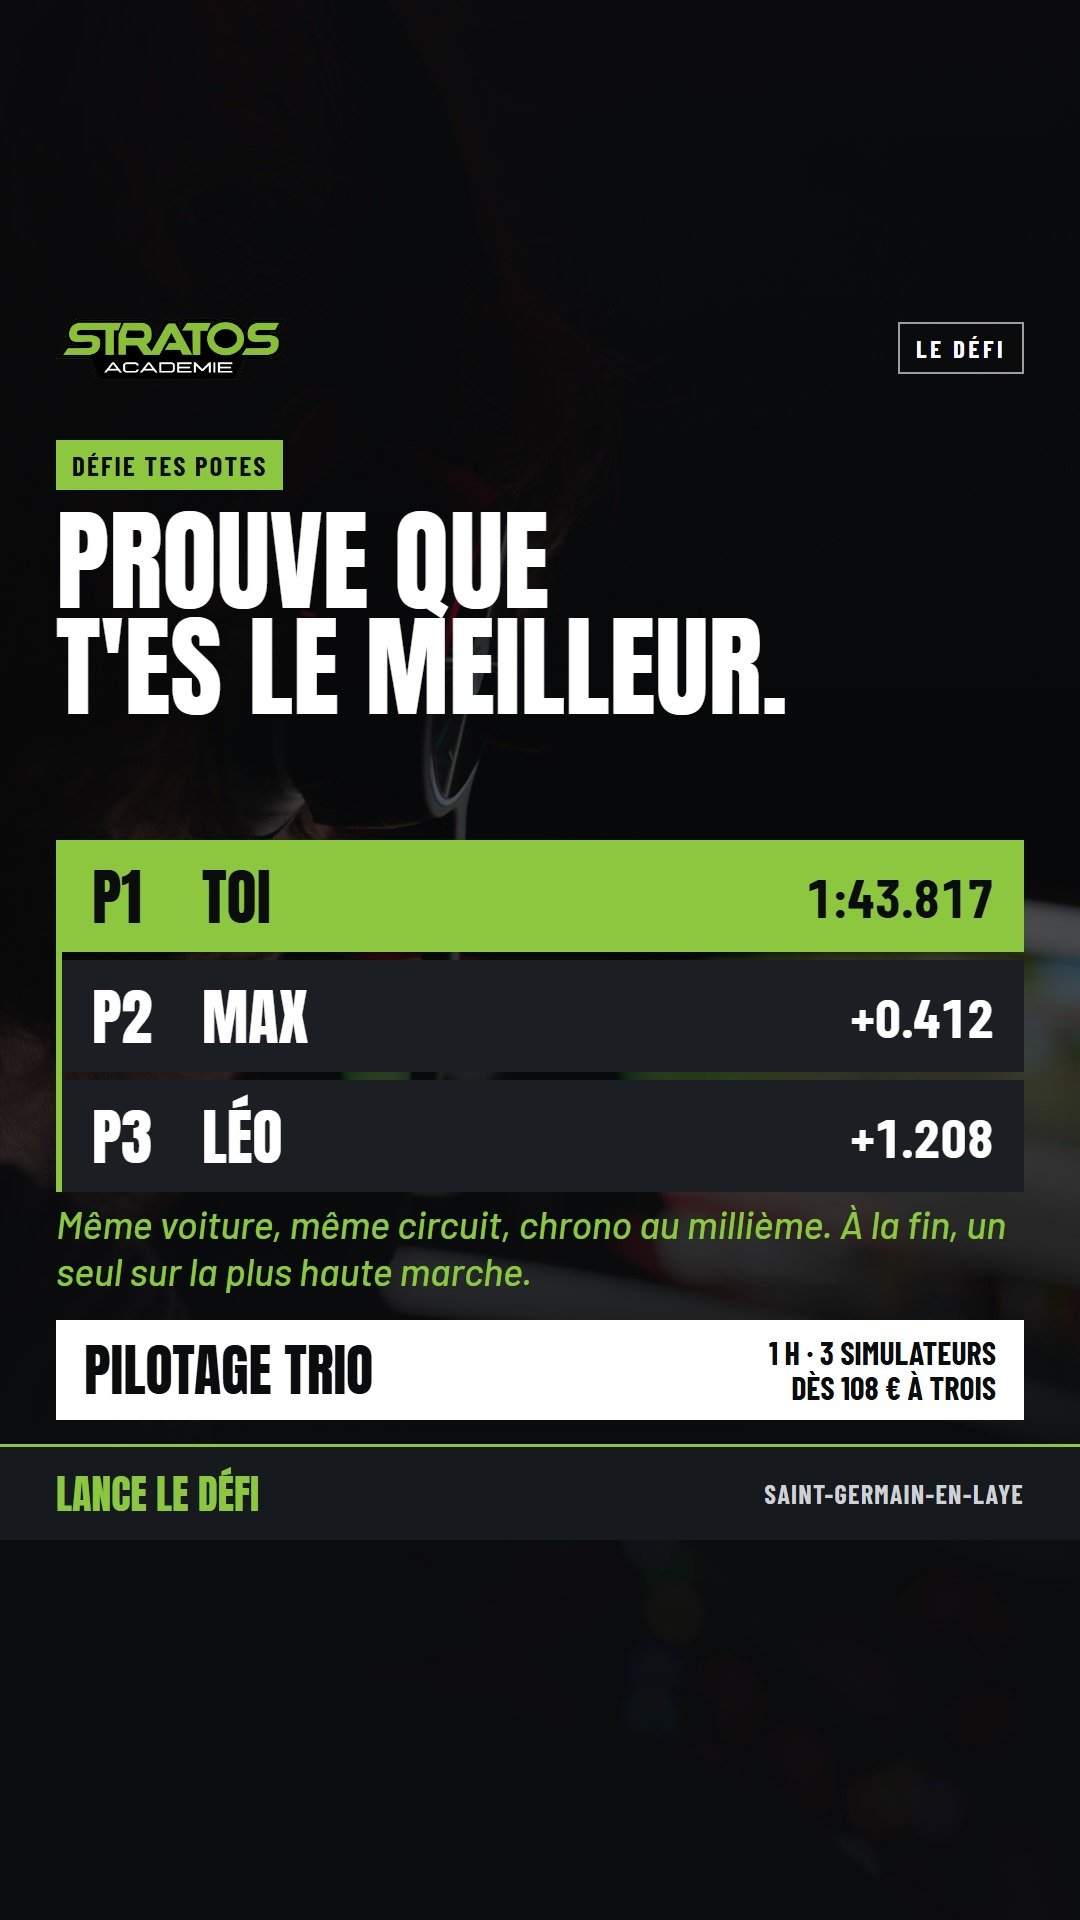 STRATOS
ACADEMIE
LE DÉFI
DÉFIE TES POTES
PROUVE QUE
T'ES LE MEILLEUR.
P1 TOI 1:43.817
P2 MAX +0.412
P3 LÉO +1.208
Même voiture, même circuit, chrono au millième. À la fin, un
seul sur la plus haute marche.
PILOTAGE TRIO
1 H · 3 SIMULATEURS
DÈS 108 € À TROIS
LANCE LE DÉFI
SAINT-GERMAIN-EN-LAYE